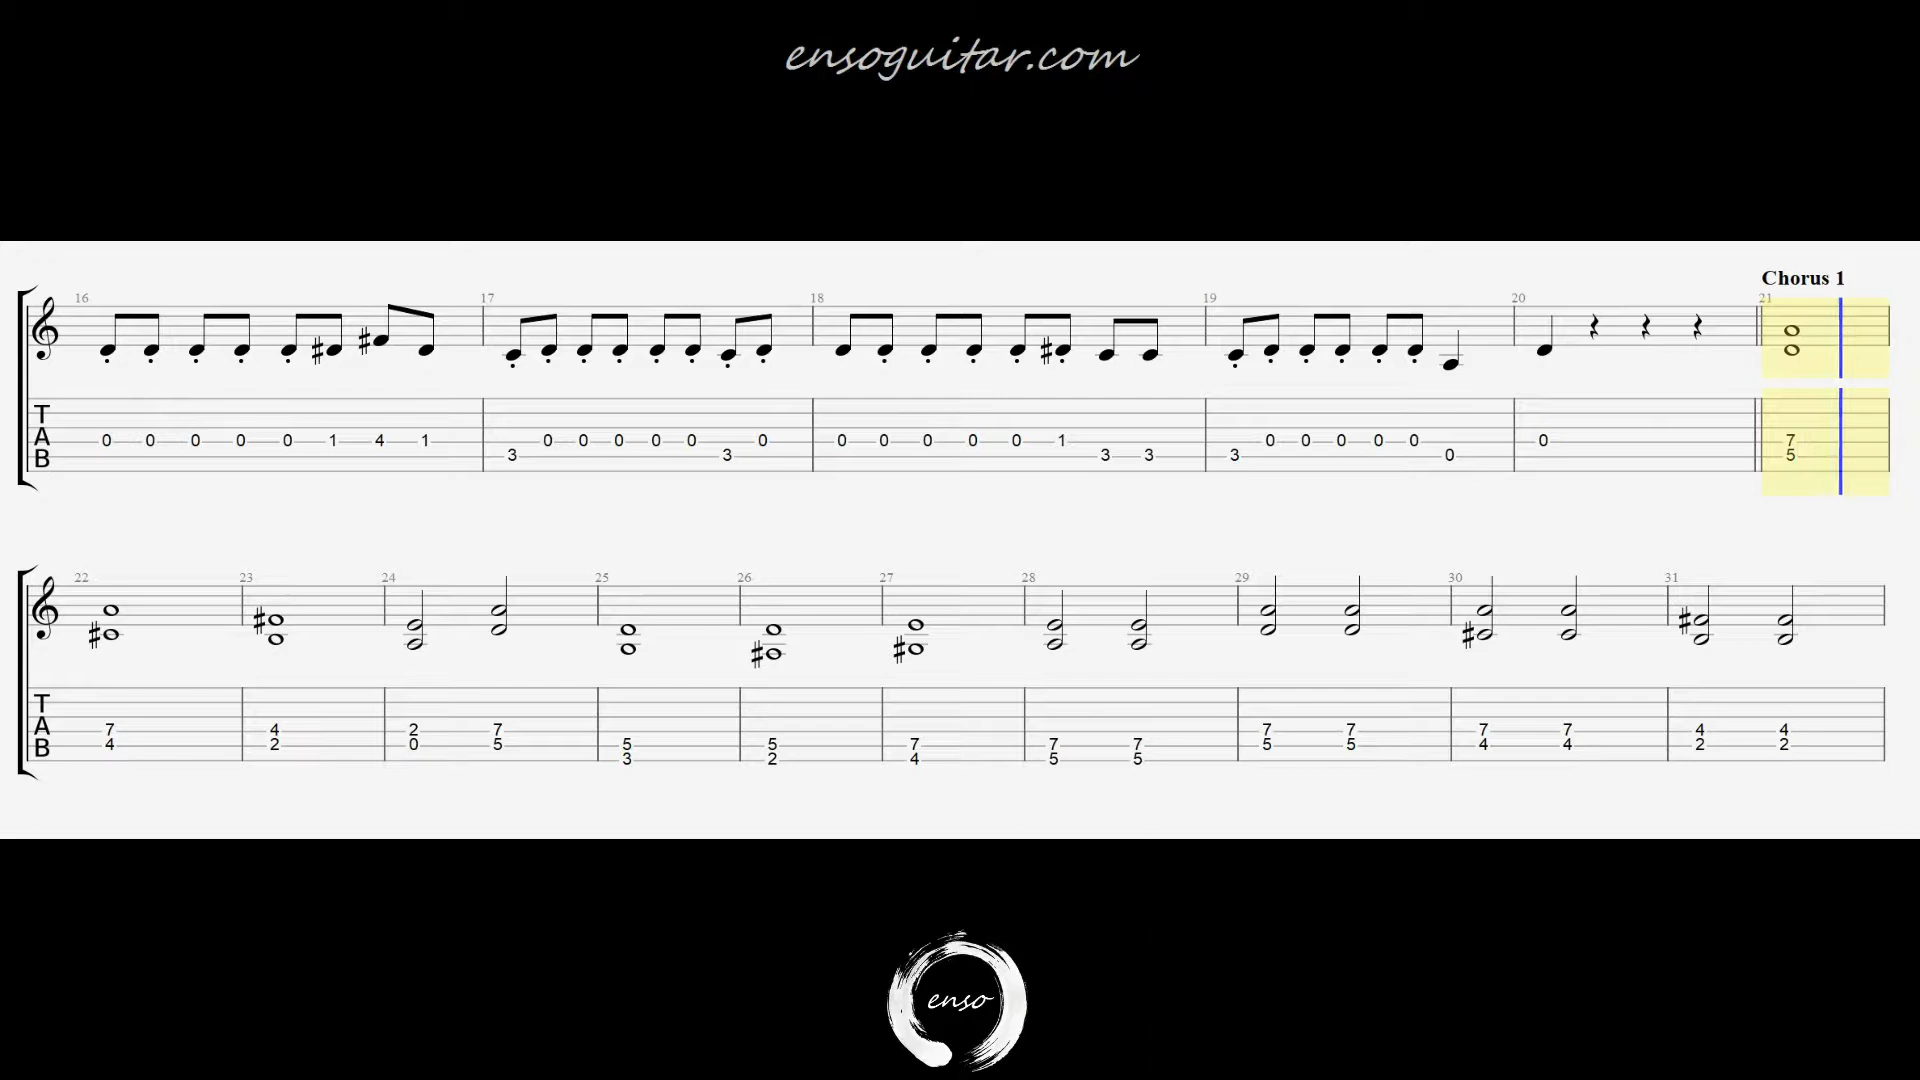 ensoguitar.com
Chorus 1
16 17 18 19 20 21
T
A 0 0 0 0 0 1 4 1 0 0 0 0 0 0 0 0 0 0 0 1 0 0 0 0 0 0 7
B 3 3 3 3 3 0 5
22 23 24 25 26 27 28 29 30 31
T
A 7 4 2 7 7 7 7 7 4 4
B 4 2 0 5 5 5 7 7 7 5 5 4 4 2 2
3 2 4 5 5
enso